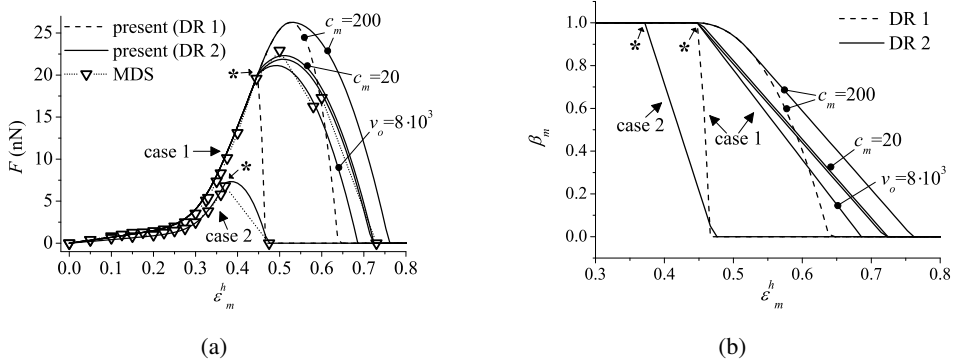 present (DR 1)
present (DR 2)
MDS
c_m=200
c_m=20
v_o=8·10^3
*
case 1
*
case 2
F (nN)
25
20
15
10
5
0
0.0 0.1 0.2 0.3 0.4 0.5 0.6 0.7 0.8
ε_m^h
(a)
DR 1
DR 2
* *
c_m=200
case 2
case 1
c_m=20
v_o=8·10^3
β_m
1.0
0.8
0.6
0.4
0.2
0.0
0.3 0.4 0.5 0.6 0.7 0.8
ε_m^h
(b)